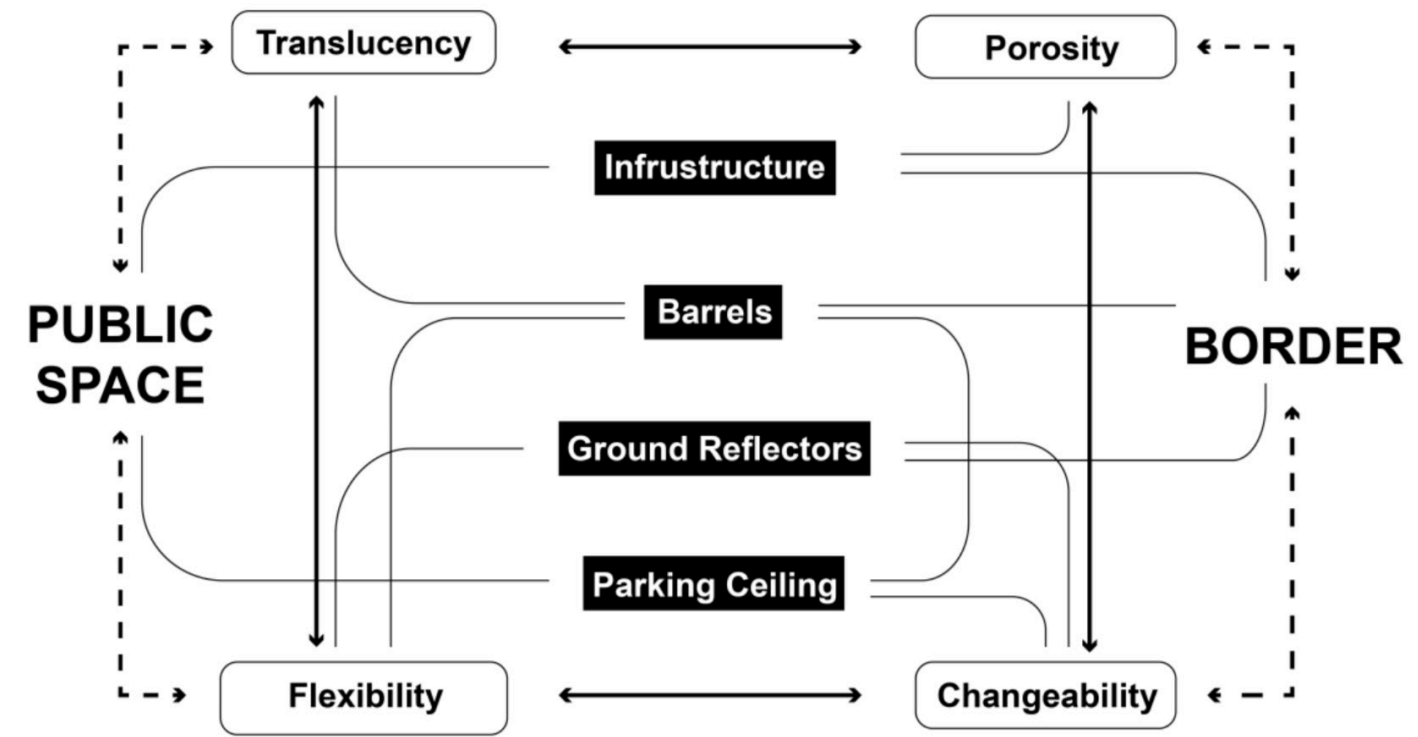 Translucency
Porosity
Infrustructure
Barrels
PUBLIC
SPACE
BORDER
Ground Reflectors
Parking Ceiling
Flexibility
Changeability